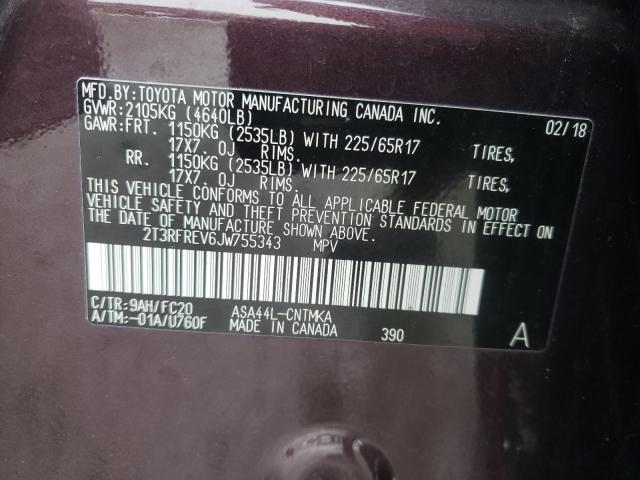 MFD.BY:TOYOTA MOTOR MANUFACTURING CANADA INC.
GVWR:2105KG (4640LB) 02/18
GAWR:FRT. 1150KG (2535LB) WITH 225/65R17 TIRES,
17X7.0J RIMS.
RR. 1150KG (2535LB) WITH 225/65R17 TIRES,
17X7.0J RIMS.
THIS VEHICLE CONFORMS TO ALL APPLICABLE FEDERAL MOTOR
VEHICLE SAFETY AND THEFT PREVENTION STANDARDS IN EFFECT ON
THE DATE OF MANUFACTURE SHOWN ABOVE.
2T3RFREV6JW755343 MPV
C/TR:9AH/FC20 ASA44L-CNTMKA
A/TM:-01A/U760F MADE IN CANADA 390 A